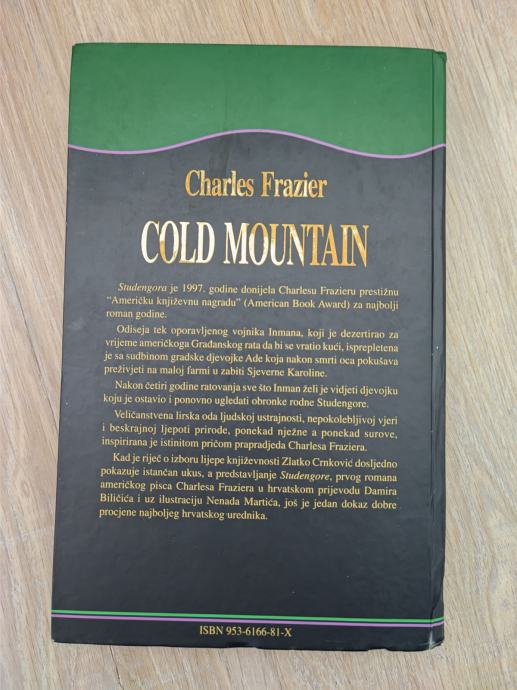 Charles Frazier
COLD MOUNTAIN
Studengora je 1997. godine donijela Charlesu Frazieru prestižnu
“Američku književnu nagradu” (American Book Award) za najbolji
roman godine.
Odiseja tek oporavljenog vojnika Inmana, koji je dezertirao za
vrijeme američkoga Građanskog rata da bi se vratio kući, isprepletena
je sa sudbinom gradske djevojke Ade koja nakon smrti oca pokušava
preživjeti na maloj farmi u zabiti Sjeverne Karoline.
Nakon četiri godine ratovanja sve što Inman želi je vidjeti djevojku
koju je ostavio i ponovno ugledati obronke rodne Studengore.
Veličanstvena lirska oda ljudskoj ustrajnosti, nepokolebljivoj vjeri
i beskrajnoj ljepoti prirode, ponekad nježne a ponekad surove,
inspirirana je istinitom pričom prapradjeda Charlesa Fraziera.
Kad je riječ o izboru lijepe književnosti Zlatko Crnković dosljedno
pokazuje istančan ukus, a predstavljanje Studengore, prvog romana
američkog pisca Charlesa Fraziera u hrvatskom prijevodu Damira
Biličića i uz ilustraciju Nenada Martića, još je jedan dokaz dobre
procjene najboljeg hrvatskog urednika.
ISBN 953-6166-81-X